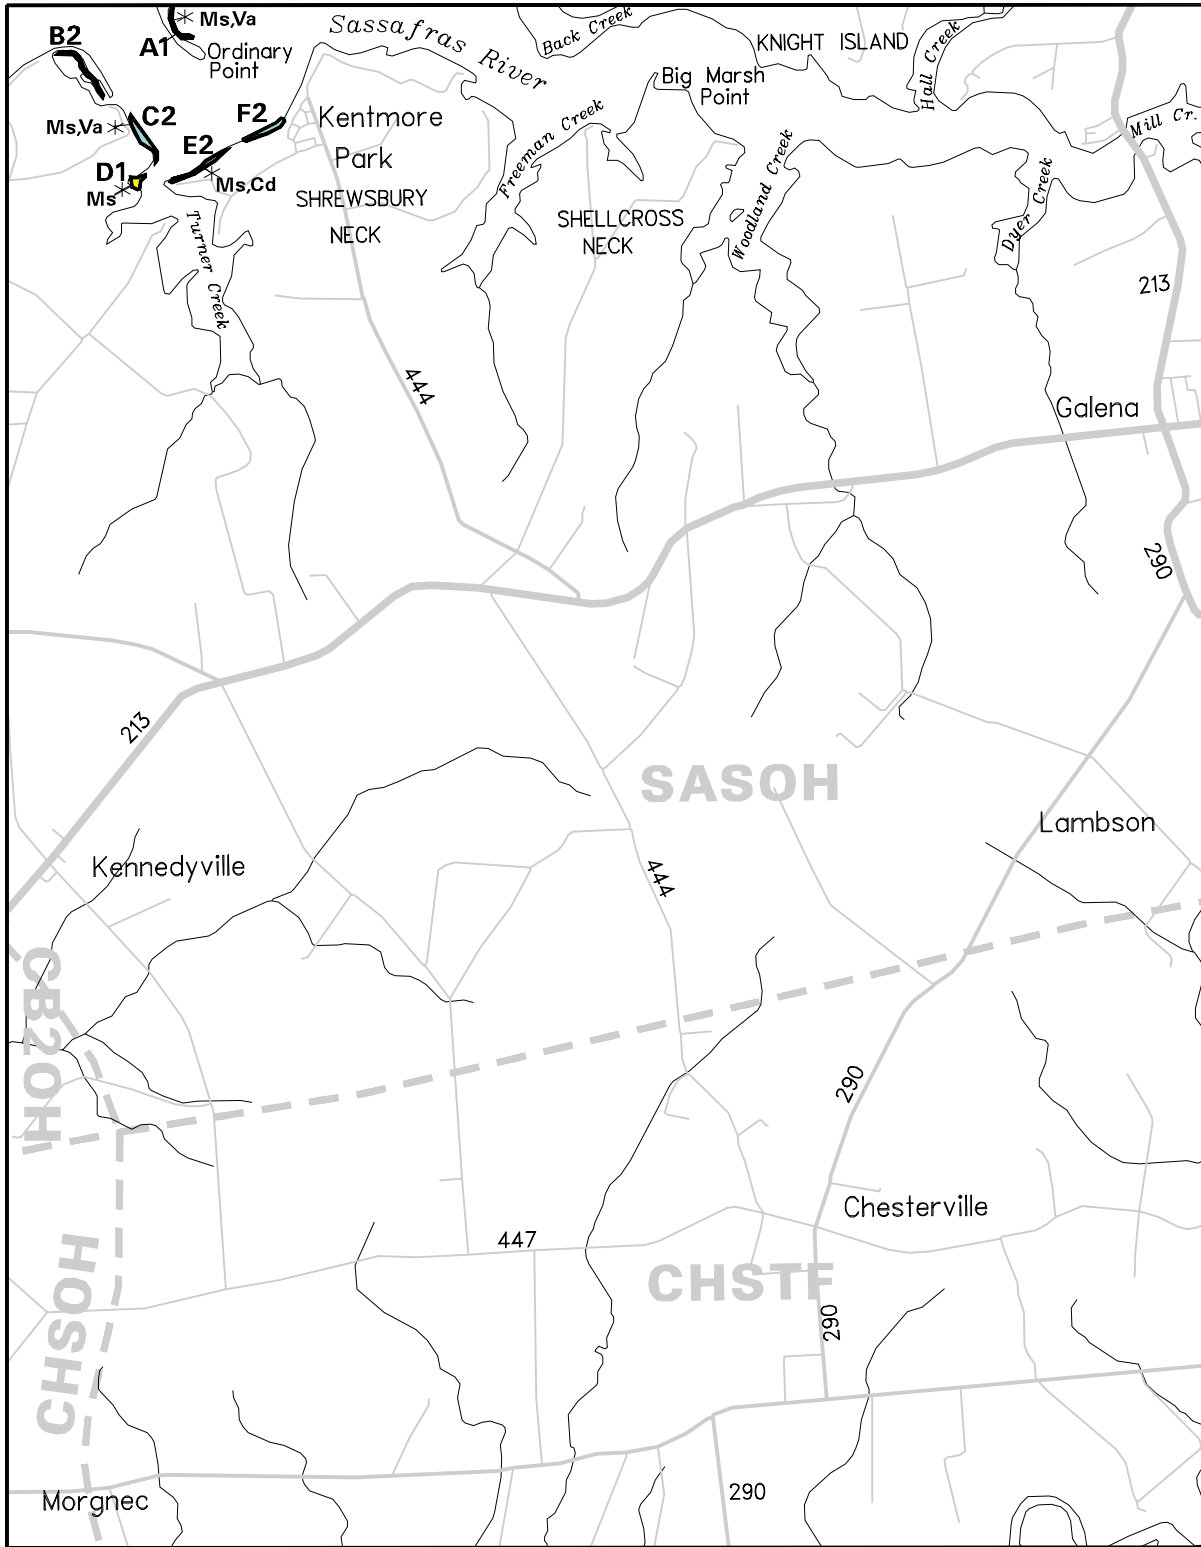 Ms,Va
B2
A1
Ordinary
Point
Sassafras River
Back Creek
KNIGHT ISLAND
Hall Creek
Big Marsh
Point
Mill Cr.
Ms,Va
C2
F2
Kentmore
Park
E2
D1
Ms
Ms,Cd
Freeman Creek
SHREWSBURY
NECK
SHELLCROSS
NECK
Woodland Creek
Dyer Creek
Turner Creek
213
444
Galena
290
213
SASOH
Lambson
Kennedyville
444
CB2OH
290
Chesterville
447
CHSOH
CHSTF
290
290
Morgnec